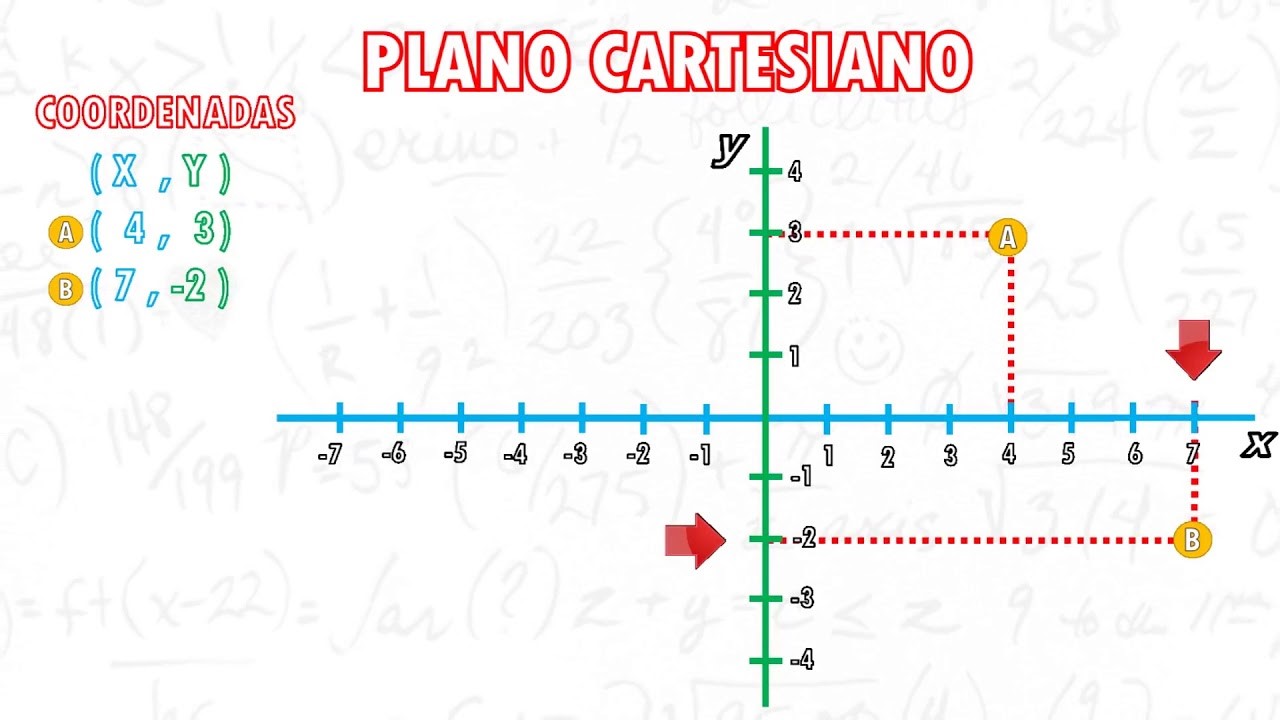 PLANO CARTESIANO
COORDENADAS
( X , Y )
A ( 4 , 3)
B ( 7 , -2 )
y
4
3
A
2
1
-7 -6 -5 -4 -3 -2 -1 1 2 3 4 5 6 7
x
-1
-2
B
-3
-4